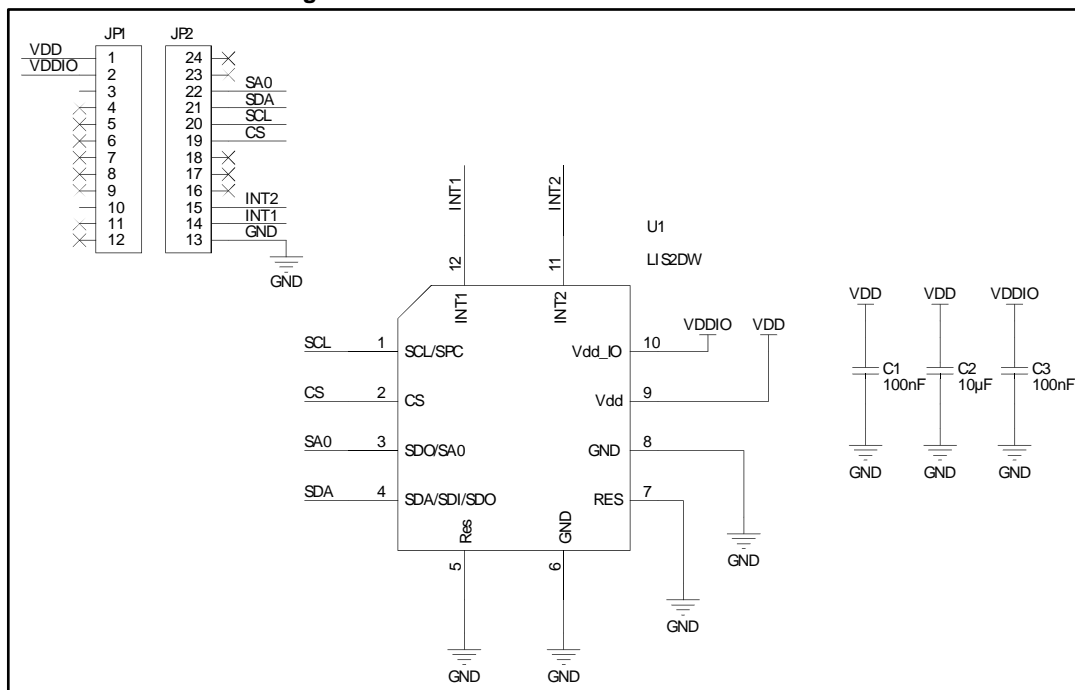 JP1
JP2
VDD 1
VDDIO 2
3
4
5
6
7
8
9
10
11
12
24
23
22 SA0
21 SDA
20 SCL
19 CS
18
17
16
15 INT2
14 INT1
13 GND
GND
INT1
INT2
12
11
U1
LIS2DW
INT1
INT2
SCL 1 SCL/SPC
CS 2 CS
SA0 3 SDO/SA0
SDA 4 SDA/SDI/SDO
Vdd_IO 10 VDDIO VDD
Vdd 9
GND 8
RES 7
Res
GND
5
6
GND
GND
GND
GND
VDD
C1
100nF
GND
VDD
C2
10µF
GND
VDDIO
C3
100nF
GND